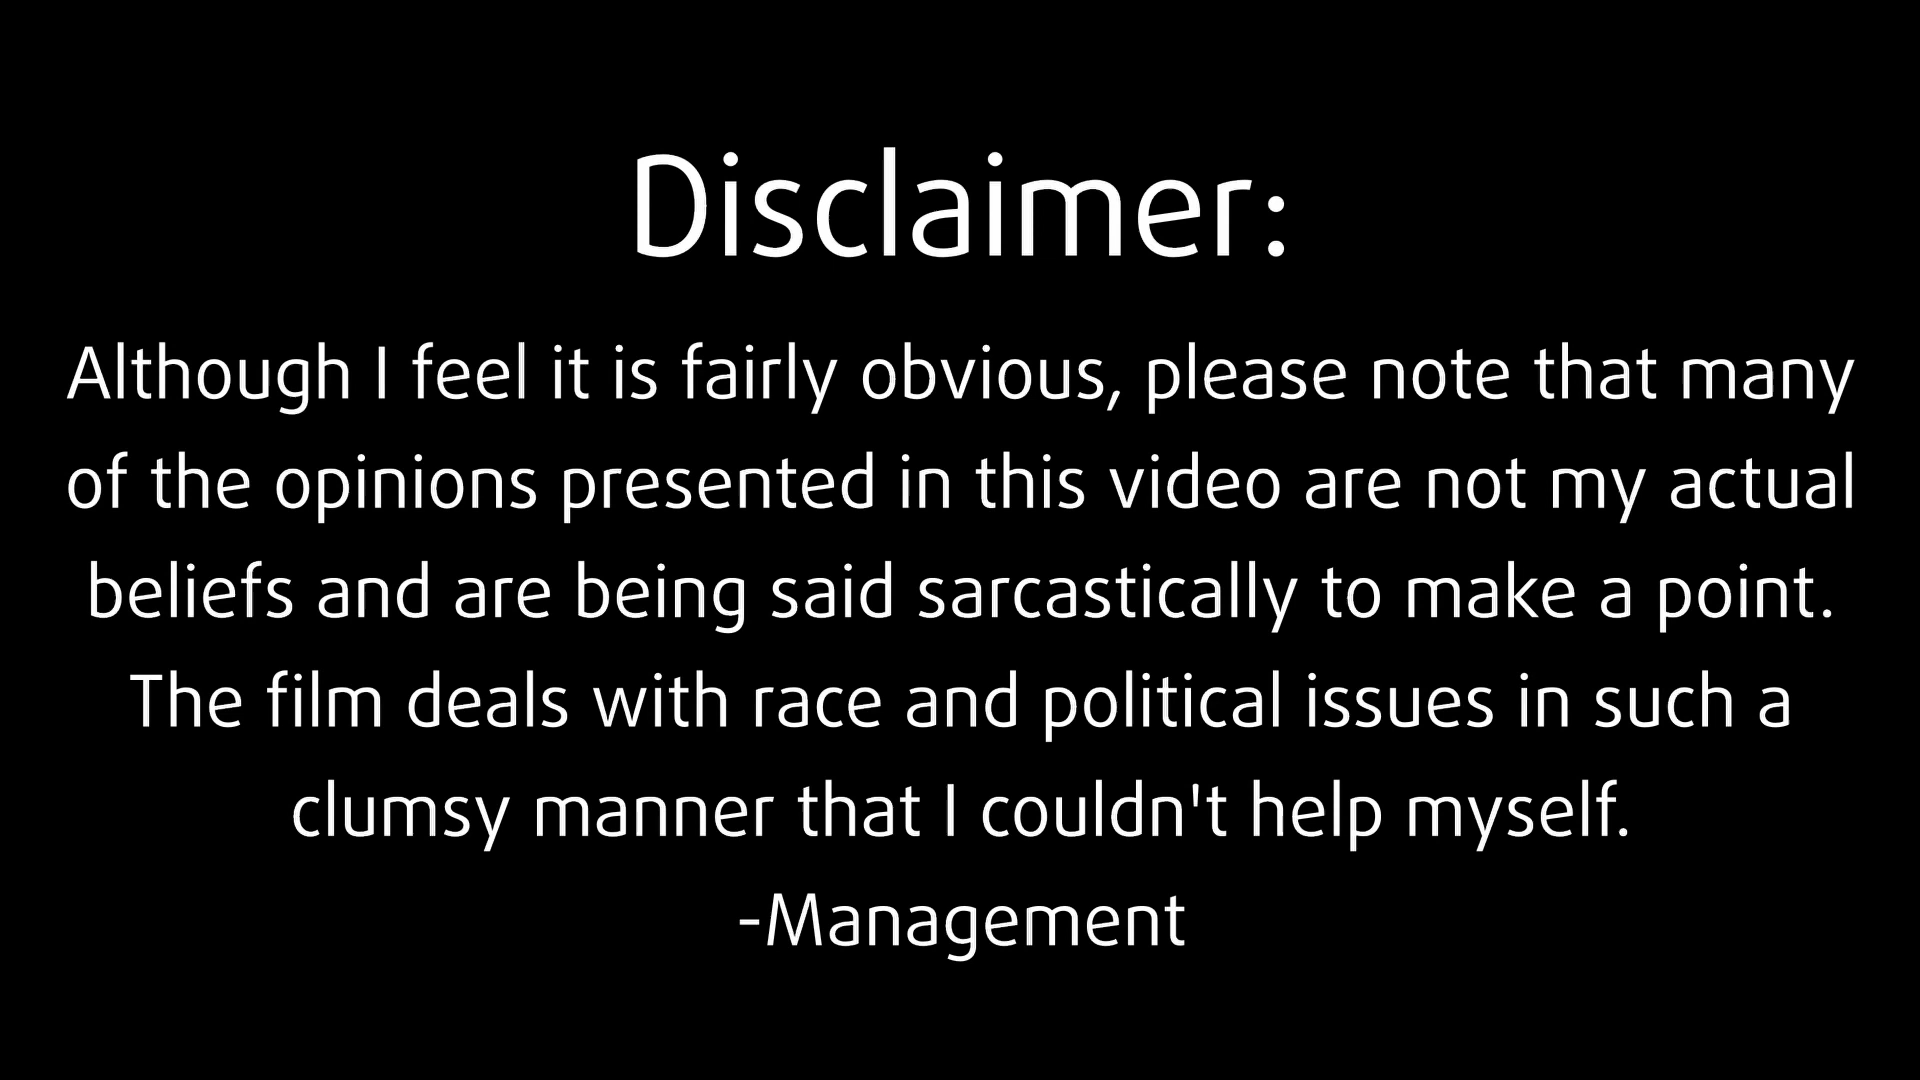 Disclaimer:
Although I feel it is fairly obvious, please note that many
of the opinions presented in this video are not my actual
beliefs and are being said sarcastically to make a point.
The film deals with race and political issues in such a
clumsy manner that I couldn't help myself.
-Management